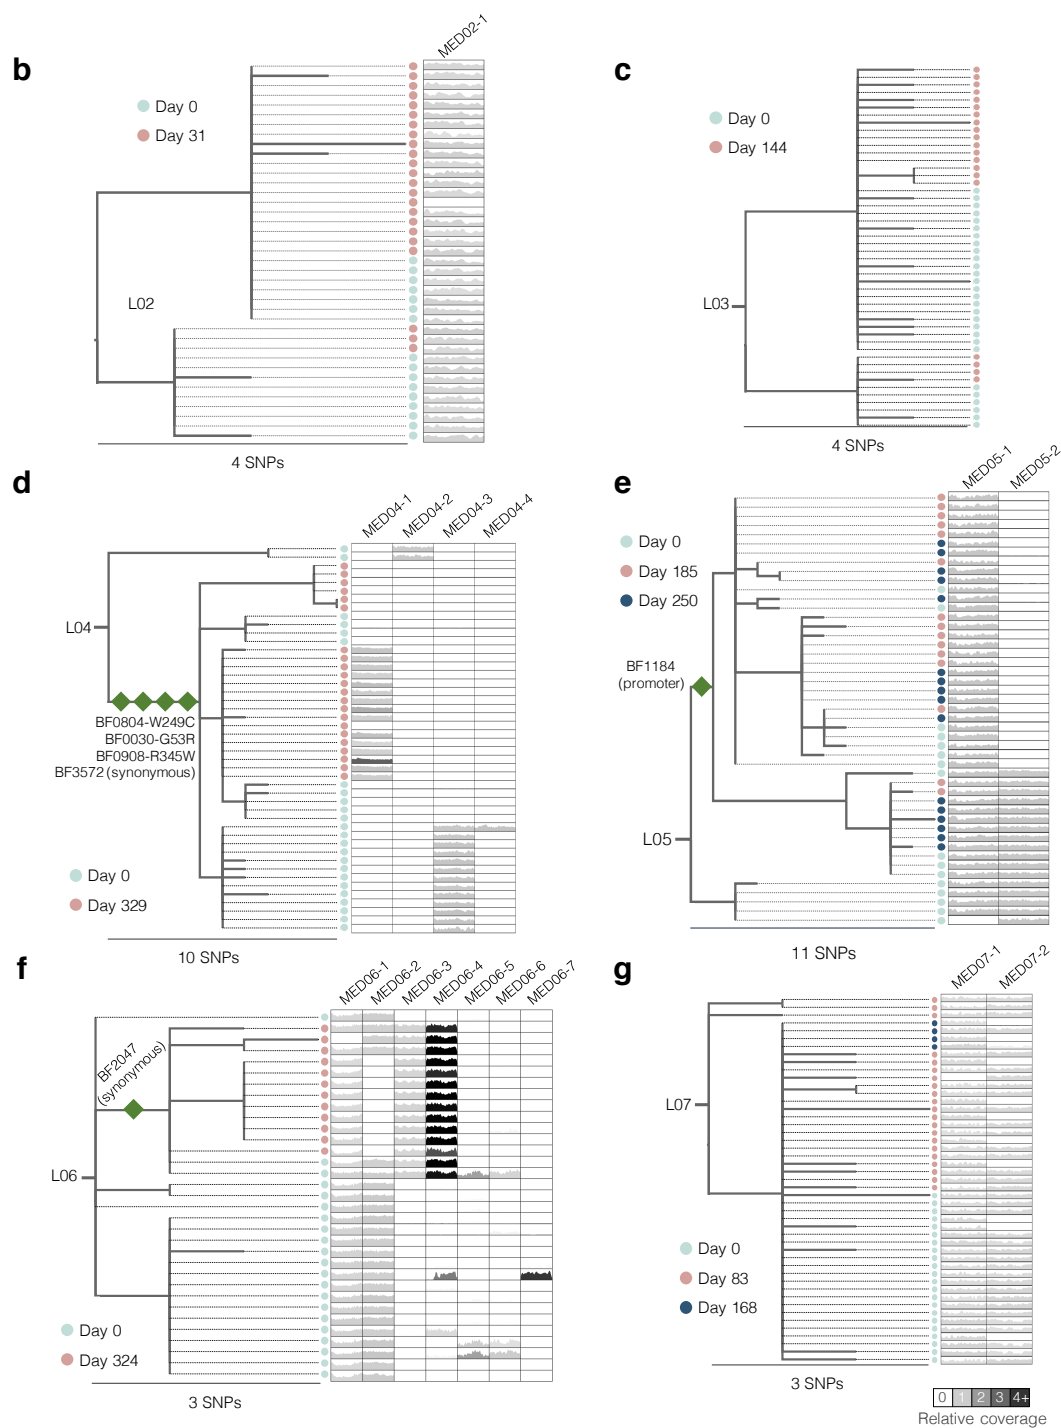 b
MED02-1
Day 0
Day 31
L02
4 SNPs
c
Day 0
Day 144
L03
4 SNPs
d
MED04-1
MED04-2
MED04-3
MED04-4
L04
BF0804-W249C
BF0030-G53R
BF0908-R345W
BF3572 (synonymous)
Day 0
Day 329
10 SNPs
e
MED05-1
MED05-2
Day 0
Day 185
Day 250
BF1184
(promoter)
L05
11 SNPs
f
MED06-1
MED06-2
MED06-3
MED06-4
MED06-5
MED06-6
MED06-7
BF2047
(synonymous)
L06
Day 0
Day 324
3 SNPs
g
MED07-1
MED07-2
L07
Day 0
Day 83
Day 168
3 SNPs
0 1 2 3 4+
Relative coverage